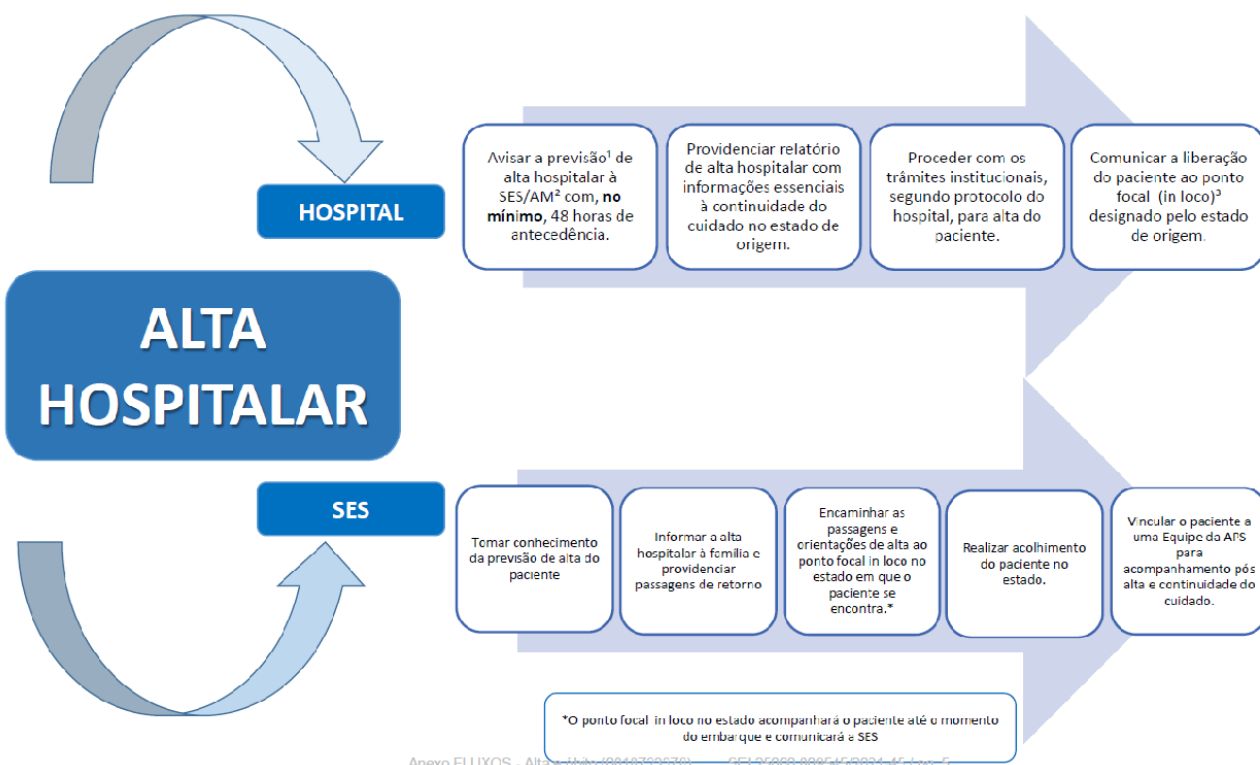 HOSPITAL
Avisar a previsão¹ de
alta hospitalar à
SES/AM² com, no
mínimo, 48 horas de
antecedência.
Providenciar relatório
de alta hospitalar com
informações essenciais
à continuidade do
cuidado no estado de
origem.
Proceder com os
trâmites institucionais,
segundo protocolo do
hospital, para alta do
paciente.
Comunicar a liberação
do paciente ao ponto
focal (in loco)³
designado pelo estado
de origem.
ALTA
HOSPITALAR
SES
Tomar conhecimento
da previsão de alta do
paciente
Informar a alta
hospitalar à família e
providenciar
passagens de retorno
Encaminhar as
passagens e
orientações de alta ao
ponto focal in loco no
estado em que o
paciente se
encontra.*
Realizar acolhimento
do paciente no
estado.
Vincular o paciente a
uma Equipe da APS
para
acompanhamento pós
alta e continuidade do
cuidado.
*O ponto focal in loco no estado acompanhará o paciente até o momento
do embarque e comunicará a SES
Anexo FLUXOS - Alta e